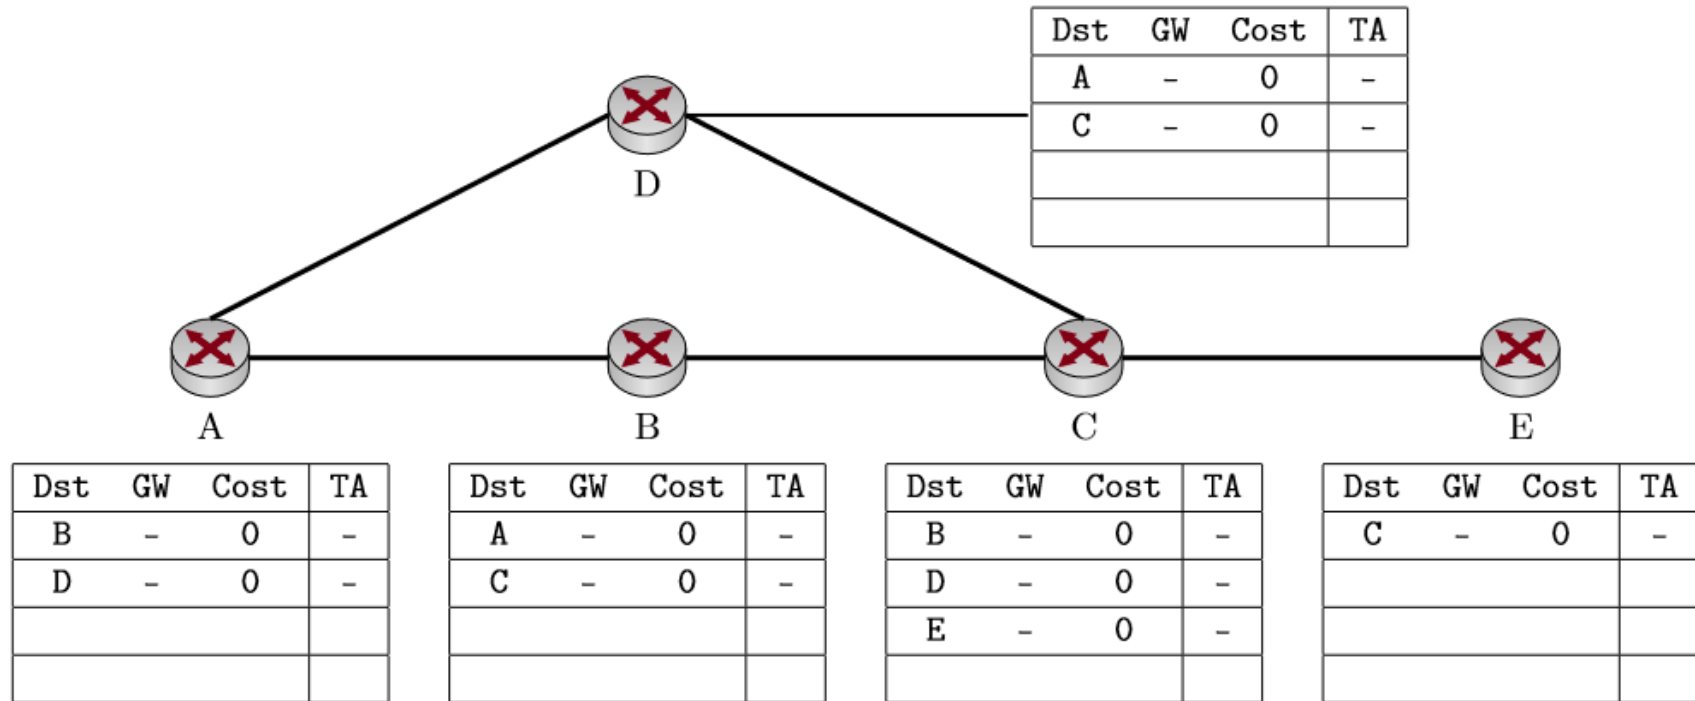 Dst GW Cost TA
A - 0 -
C - 0 -
D
A B C E
Dst GW Cost TA
B - 0 -
D - 0 -
Dst GW Cost TA
A - 0 -
C - 0 -
Dst GW Cost TA
B - 0 -
D - 0 -
E - 0 -
Dst GW Cost TA
C - 0 -